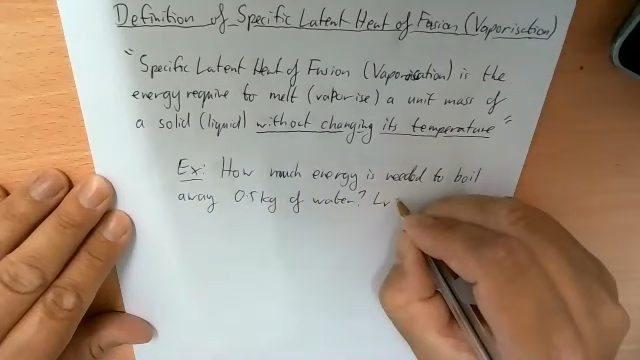 Definition of Specific Latent Heat of Fusion (Vaporisation)
"Specific Latent Heat of Fusion (Vaporisation) is the
energy require to melt (vaporise) a unit mass of
a solid (liquid) without changing its temperature"
Ex: How much energy is needed to boil
away 0.5kg of water? Lv